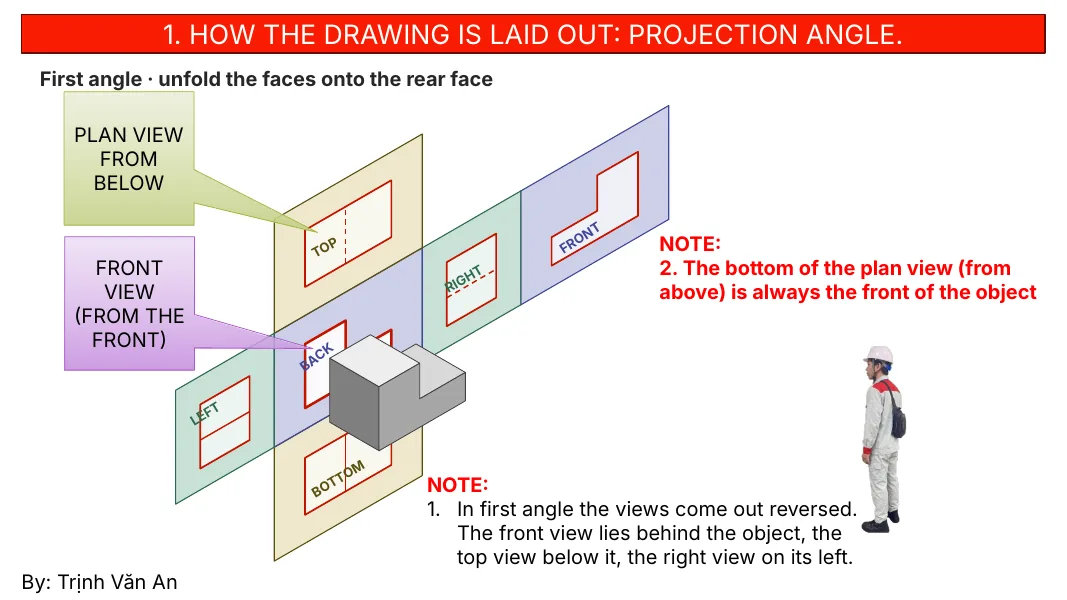 1. HOW THE DRAWING IS LAID OUT: PROJECTION ANGLE.
First angle · unfold the faces onto the rear face
PLAN VIEW
FROM
BELOW
FRONT
VIEW
(FROM THE
FRONT)
TOP
RIGHT
FRONT
BACK
LEFT
BOTTOM
NOTE:
2. The bottom of the plan view (from
above) is always the front of the object
NOTE:
1. In first angle the views come out reversed.
The front view lies behind the object, the
top view below it, the right view on its left.
By: Trịnh Văn An